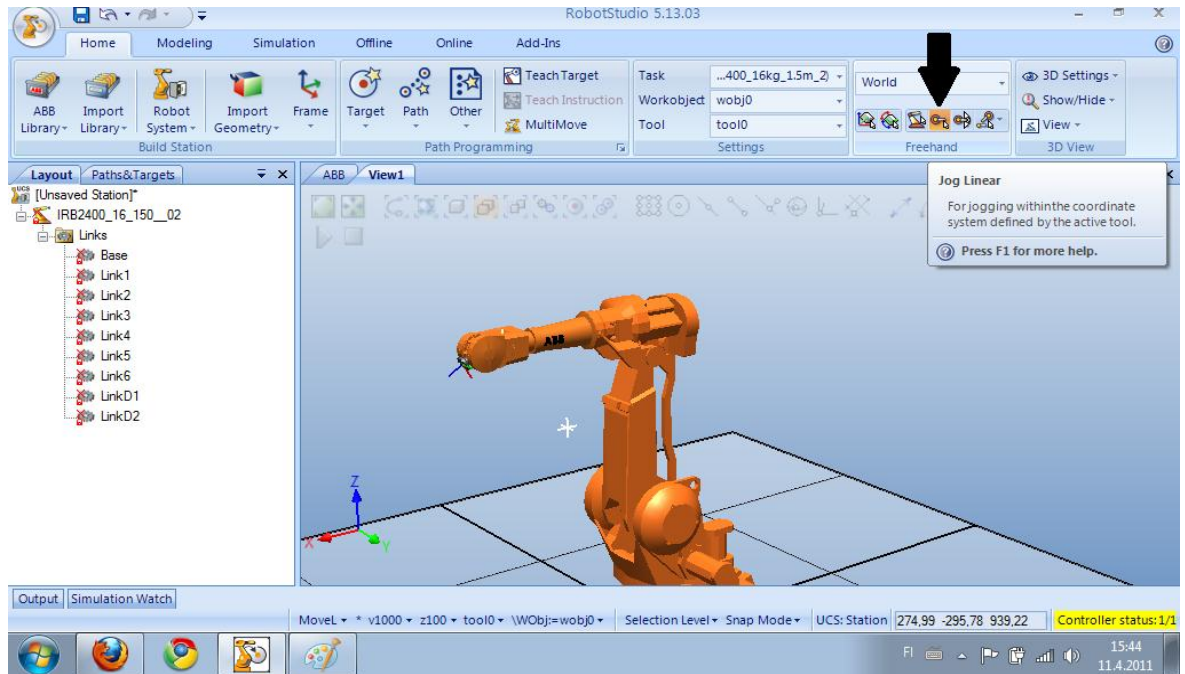 RobotStudio 5.13.03
Home Modeling Simulation Offline Online Add-Ins
ABB Library
Import Library
Robot System
Import Geometry
Frame
Build Station
Target
Path
Other
Teach Target
Teach Instruction
MultiMove
Path Programming
Task ...400_16kg_1.5m_2)
Workobject wobj0
Tool tool0
Settings
World
Freehand
3D Settings
Show/Hide
View
3D View
Jog Linear
For jogging withinthe coordinate
system defined by the active tool.
Press F1 for more help.
Layout Paths&Targets
UCS [Unsaved Station]*
IRB2400_16_150__02
Links
Base
Link1
Link2
Link3
Link4
Link5
Link6
LinkD1
LinkD2
ABB View1
ABB
Z
X
Y
Output Simulation Watch
MoveL * v1000 z100 tool0 \WObj:=wobj0 Selection Level Snap Mode UCS: Station 274,99 -295,78 939,22 Controller status: 1/1
FI 15:44
11.4.2011